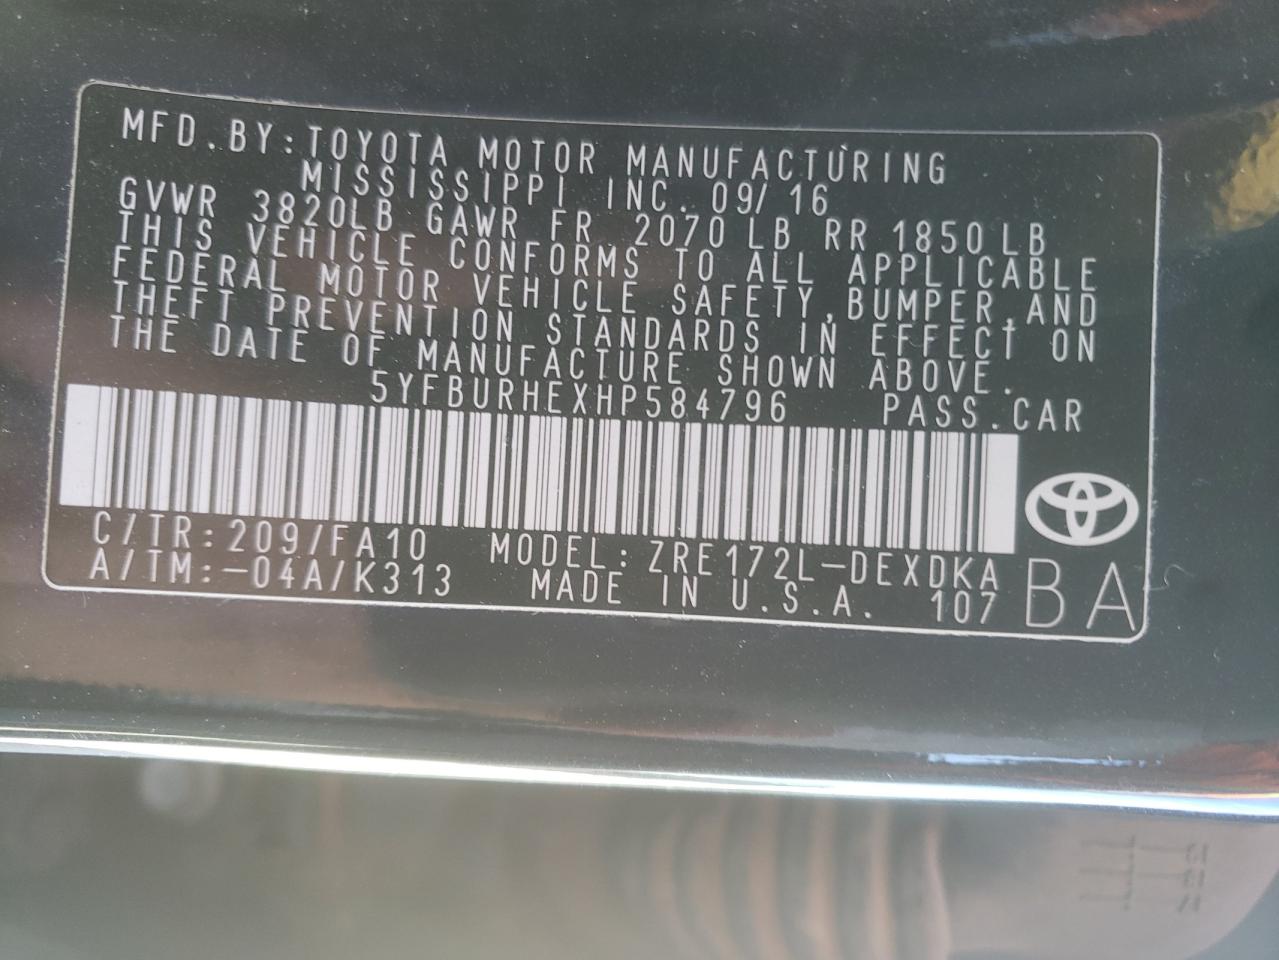 MFD.BY:TOYOTA MOTOR MANUFACTURING
MISSISSIPPI INC. 09/16
GVWR 3820LB GAWR FR 2070LB RR 1850LB
THIS VEHICLE CONFORMS TO ALL APPLICABLE
FEDERAL MOTOR VEHICLE SAFETY,BUMPER,AND
THEFT PREVENTION STANDARDS IN EFFECT ON
THE DATE OF MANUFACTURE SHOWN ABOVE.
5YFBURHEXHP584796 PASS.CAR
C/TR:209/FA10 MODEL:ZRE172L-DEXDKA
A/TM:-04A/K313 MADE IN U.S.A. 107 BA